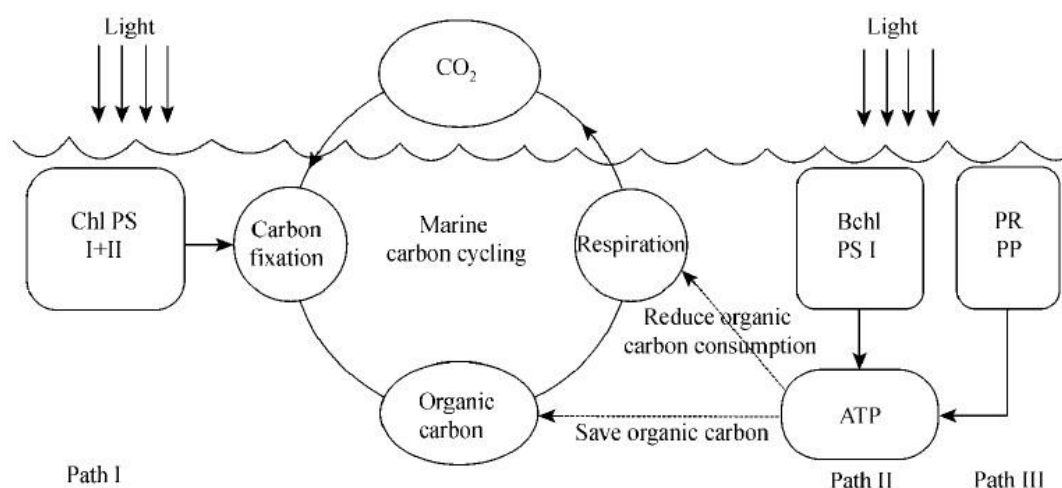 Light
Light
CO₂
Chl PS
I+II
Carbon
fixation
Marine
carbon cycling
Respiration
Bchl
PS I
PR
PP
Reduce organic
carbon consumption
Organic
carbon
Save organic carbon
ATP
Path I
Path II
Path III